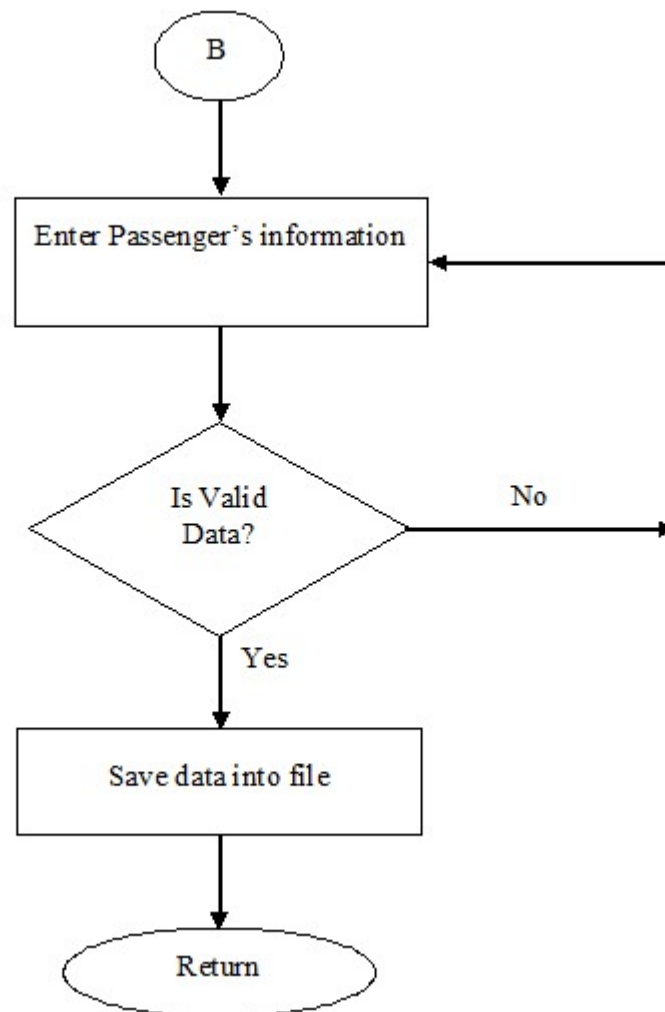 B
Enter Passenger’s information
Is Valid
Data?
No
Yes
Save data into file
Return